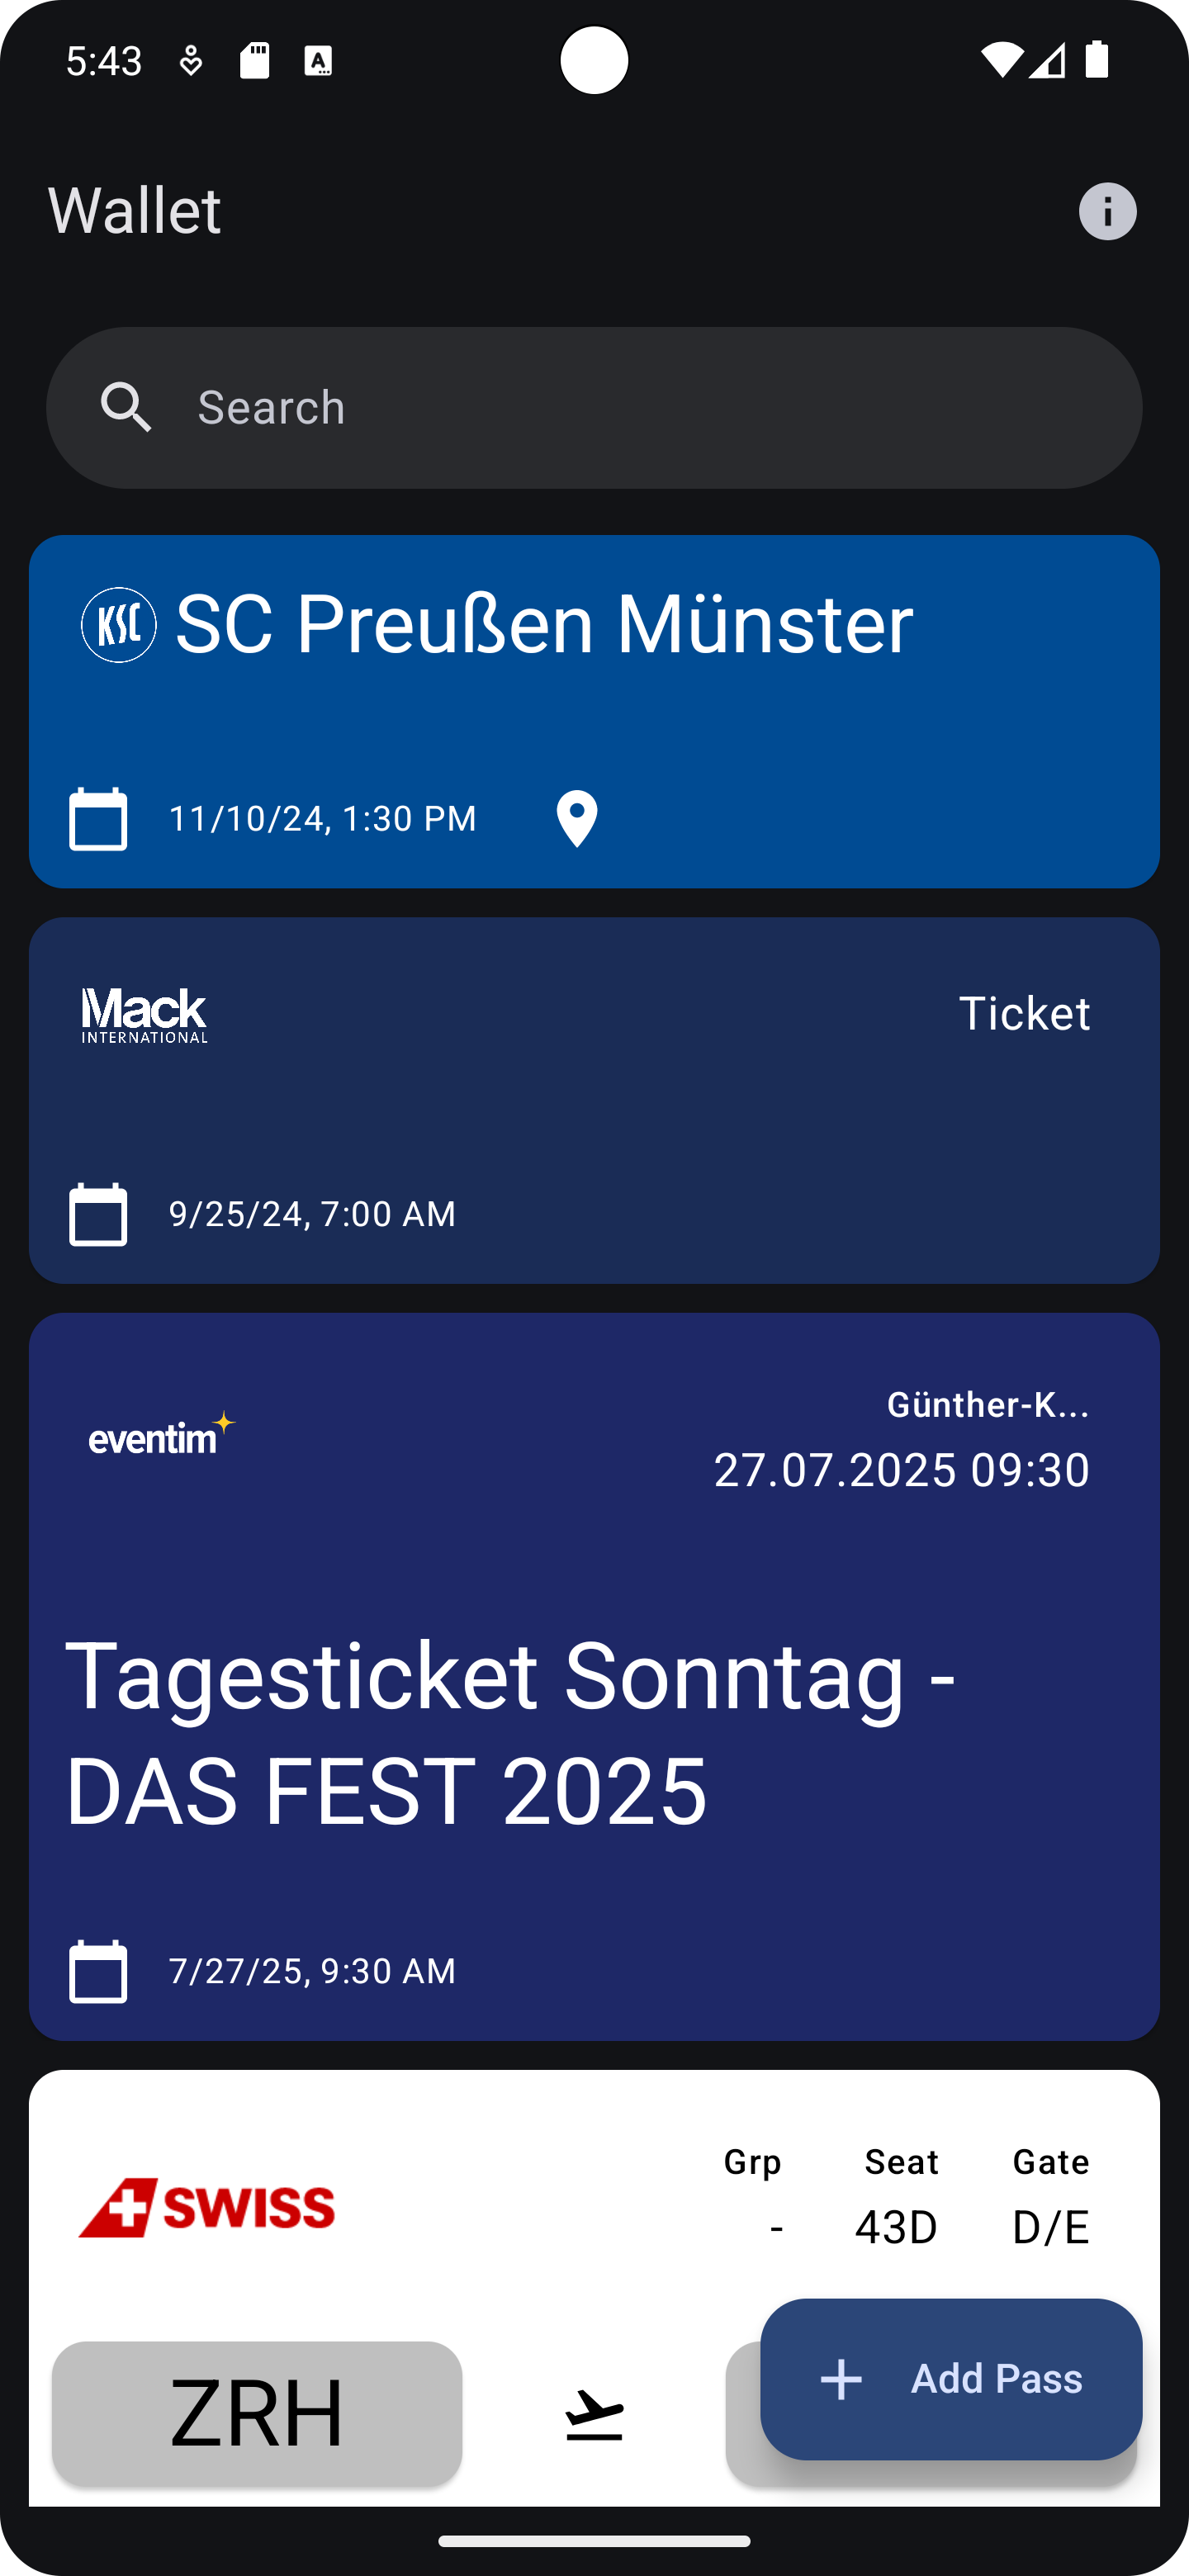 5:43
Wallet
Search
KSC SC Preußen Münster
11/10/24, 1:30 PM
Mack
INTERNATIONAL
Ticket
9/25/24, 7:00 AM
eventim
Günther-K...
27.07.2025 09:30
Tagesticket Sonntag -
DAS FEST 2025
7/27/25, 9:30 AM
SWISS
Grp Seat Gate
- 43D D/E
ZRH
Add Pass